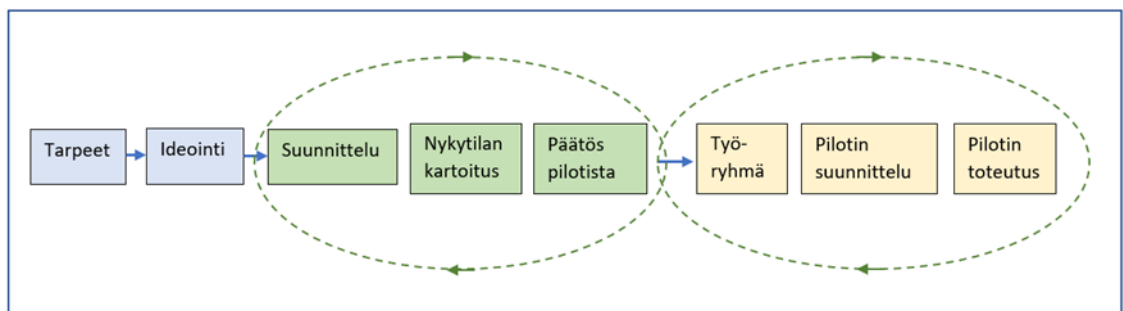 Tarpeet
Ideointi
Suunnittelu
Nykytilan
kartoitus
Päätös
pilotista
Työ-
ryhmä
Pilotin
suunnittelu
Pilotin
toteutus